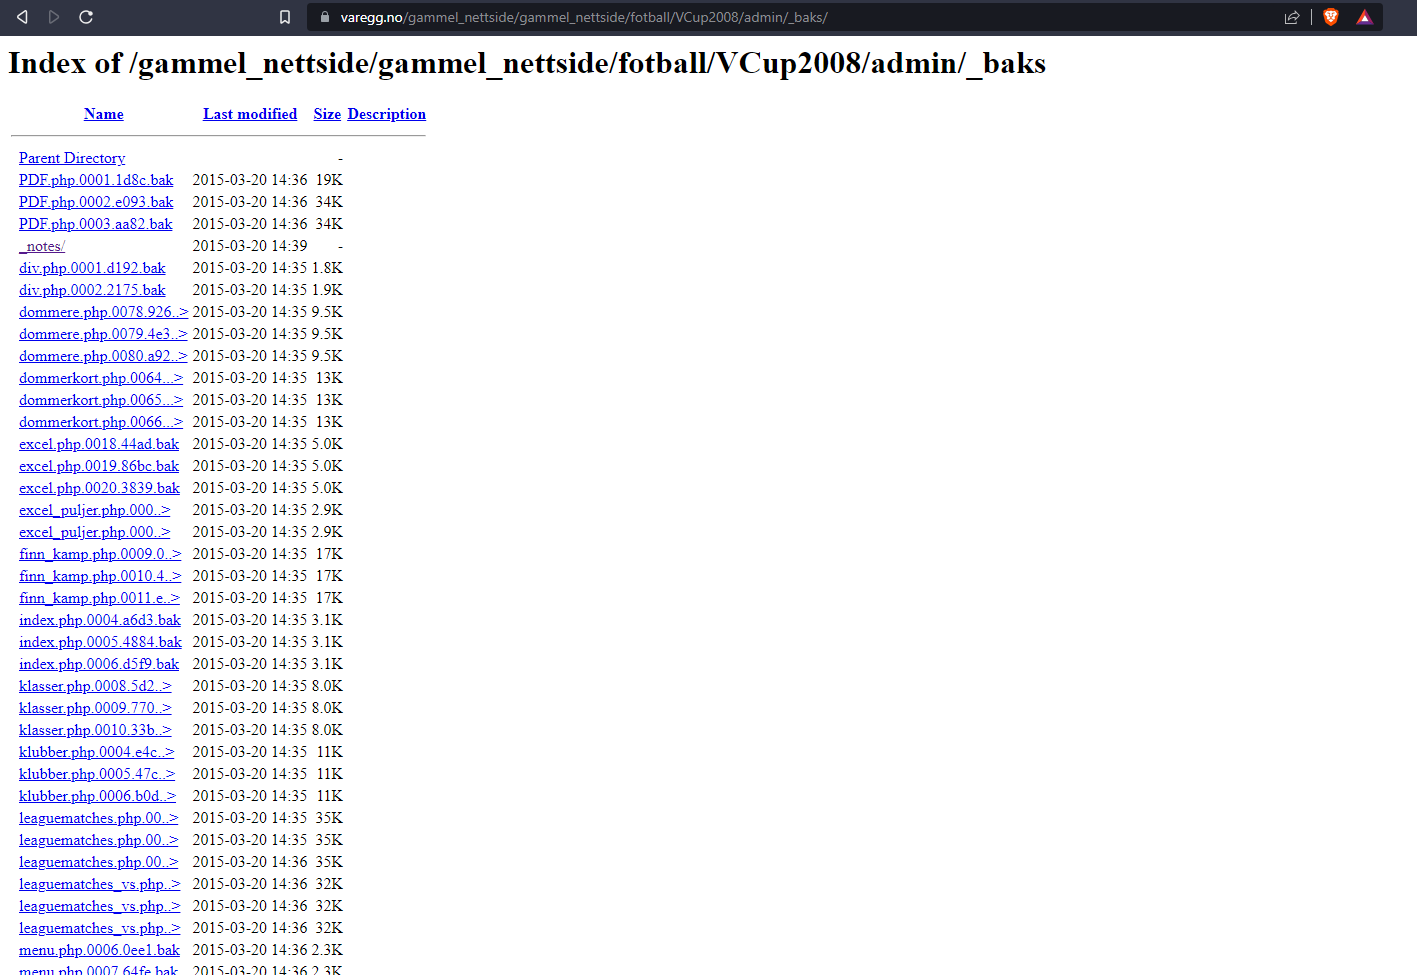 varegg.no/gammel_nettside/gammel_nettside/fotball/VCup2008/admin/_baks/
Index of /gammel_nettside/gammel_nettside/fotball/VCup2008/admin/_baks
Name Last modified Size Description
Parent Directory -
PDF.php.0001.1d8c.bak 2015-03-20 14:36 19K
PDF.php.0002.e093.bak 2015-03-20 14:36 34K
PDF.php.0003.aa82.bak 2015-03-20 14:36 34K
_notes/ 2015-03-20 14:39 -
div.php.0001.d192.bak 2015-03-20 14:35 1.8K
div.php.0002.2175.bak 2015-03-20 14:35 1.9K
dommere.php.0078.926..> 2015-03-20 14:35 9.5K
dommere.php.0079.4e3..> 2015-03-20 14:35 9.5K
dommere.php.0080.a92..> 2015-03-20 14:35 9.5K
dommerkort.php.0064...> 2015-03-20 14:35 13K
dommerkort.php.0065...> 2015-03-20 14:35 13K
dommerkort.php.0066...> 2015-03-20 14:35 13K
excel.php.0018.44ad.bak 2015-03-20 14:35 5.0K
excel.php.0019.86bc.bak 2015-03-20 14:35 5.0K
excel.php.0020.3839.bak 2015-03-20 14:35 5.0K
excel_puljer.php.000..> 2015-03-20 14:35 2.9K
excel_puljer.php.000..> 2015-03-20 14:35 2.9K
finn_kamp.php.0009.0..> 2015-03-20 14:35 17K
finn_kamp.php.0010.4..> 2015-03-20 14:35 17K
finn_kamp.php.0011.e..> 2015-03-20 14:35 17K
index.php.0004.a6d3.bak 2015-03-20 14:35 3.1K
index.php.0005.4884.bak 2015-03-20 14:35 3.1K
index.php.0006.d5f9.bak 2015-03-20 14:35 3.1K
klasser.php.0008.5d2..> 2015-03-20 14:35 8.0K
klasser.php.0009.770..> 2015-03-20 14:35 8.0K
klasser.php.0010.33b..> 2015-03-20 14:35 8.0K
klubber.php.0004.e4c..> 2015-03-20 14:35 11K
klubber.php.0005.47c..> 2015-03-20 14:35 11K
klubber.php.0006.b0d..> 2015-03-20 14:35 11K
leaguematches.php.00..> 2015-03-20 14:35 35K
leaguematches.php.00..> 2015-03-20 14:35 35K
leaguematches.php.00..> 2015-03-20 14:36 35K
leaguematches_vs.php..> 2015-03-20 14:36 32K
leaguematches_vs.php..> 2015-03-20 14:36 32K
leaguematches_vs.php..> 2015-03-20 14:36 32K
menu.php.0006.0ee1.bak 2015-03-20 14:36 2.3K
menu.php.0007.64fe.bak 2015-03-20 14:36 2.3K